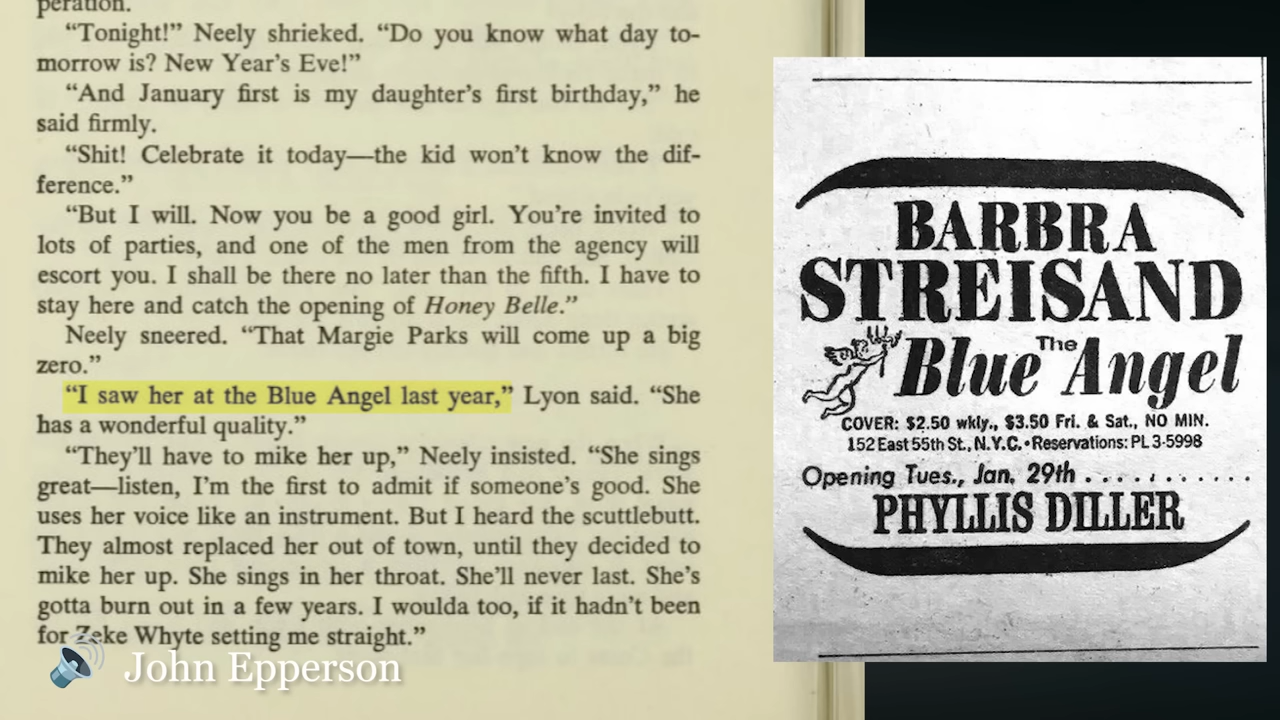 peration.
“Tonight!” Neely shrieked. “Do you know what day to-
morrow is? New Year’s Eve!”
“And January first is my daughter’s first birthday,” he
said firmly.
“Shit! Celebrate it today—the kid won’t know the dif-
ference.”
“But I will. Now you be a good girl. You’re invited to
lots of parties, and one of the men from the agency will
escort you. I shall be there no later than the fifth. I have to
stay here and catch the opening of Honey Belle.”
Neely sneered. “That Margie Parks will come up a big
zero.”
“I saw her at the Blue Angel last year,” Lyon said. “She
has a wonderful quality.”
“They’ll have to mike her up,” Neely insisted. “She sings
great—listen, I’m the first to admit if someone’s good. She
uses her voice like an instrument. But I heard the scuttlebutt.
They almost replaced her out of town, until they decided to
mike her up. She sings in her throat. She’ll never last. She’s
gotta burn out in a few years. I woulda too, if it hadn’t been
for Zeke Whyte setting me straight.”
John Epperson
BARBRA
STREISAND
The
Blue Angel
COVER: $2.50 wkly., $3.50 Fri. & Sat., NO MIN.
152 East 55th St., N.Y.C. • Reservations: PL 3-5998
Opening Tues., Jan. 29th . . . . . . . . . . .
PHYLLIS DILLER